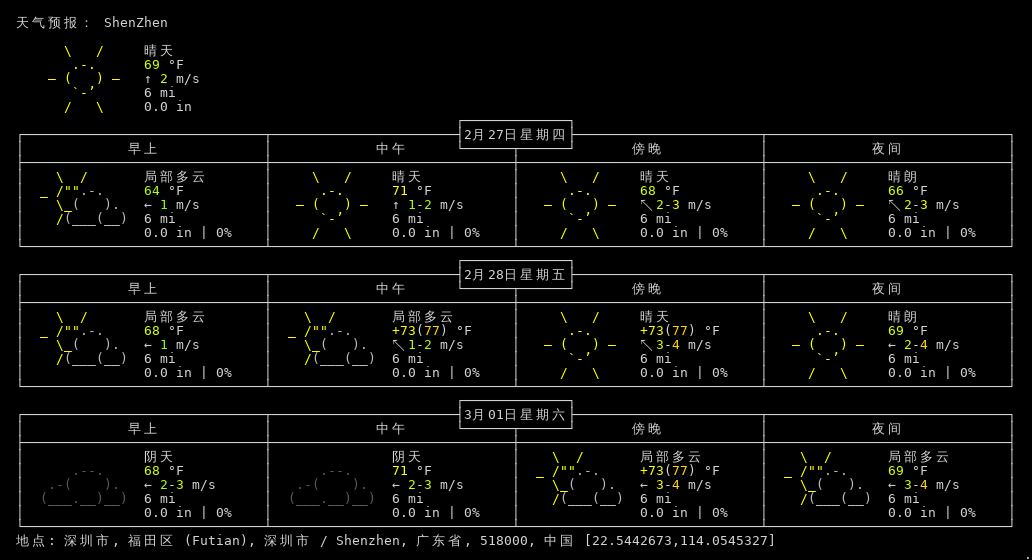 天气预报： ShenZhen
晴天
69 °F
↑ 2 m/s
6 mi
0.0 in
2月27日星期四
早上 中午 傍晚 夜间
局部多云 晴天 晴天 晴朗
64 °F 71 °F 68 °F 66 °F
← 1 m/s ↑ 1-2 m/s ↖ 2-3 m/s ↖ 2-3 m/s
6 mi 6 mi 6 mi 6 mi
0.0 in | 0% 0.0 in | 0% 0.0 in | 0% 0.0 in | 0%
2月28日星期五
早上 中午 傍晚 夜间
局部多云 局部多云 晴天 晴朗
68 °F +73(77) °F +73(77) °F 69 °F
← 1 m/s ↖ 1-2 m/s ↖ 3-4 m/s ← 2-4 m/s
6 mi 6 mi 6 mi 6 mi
0.0 in | 0% 0.0 in | 0% 0.0 in | 0% 0.0 in | 0%
3月01日星期六
早上 中午 傍晚 夜间
阴天 阴天 局部多云 局部多云
68 °F 71 °F +73(77) °F 69 °F
← 2-3 m/s ← 2-3 m/s ← 3-4 m/s ← 3-4 m/s
6 mi 6 mi 6 mi 6 mi
0.0 in | 0% 0.0 in | 0% 0.0 in | 0% 0.0 in | 0%
地点: 深圳市, 福田区 (Futian), 深圳市 / Shenzhen, 广东省, 518000, 中国 [22.5442673,114.0545327]